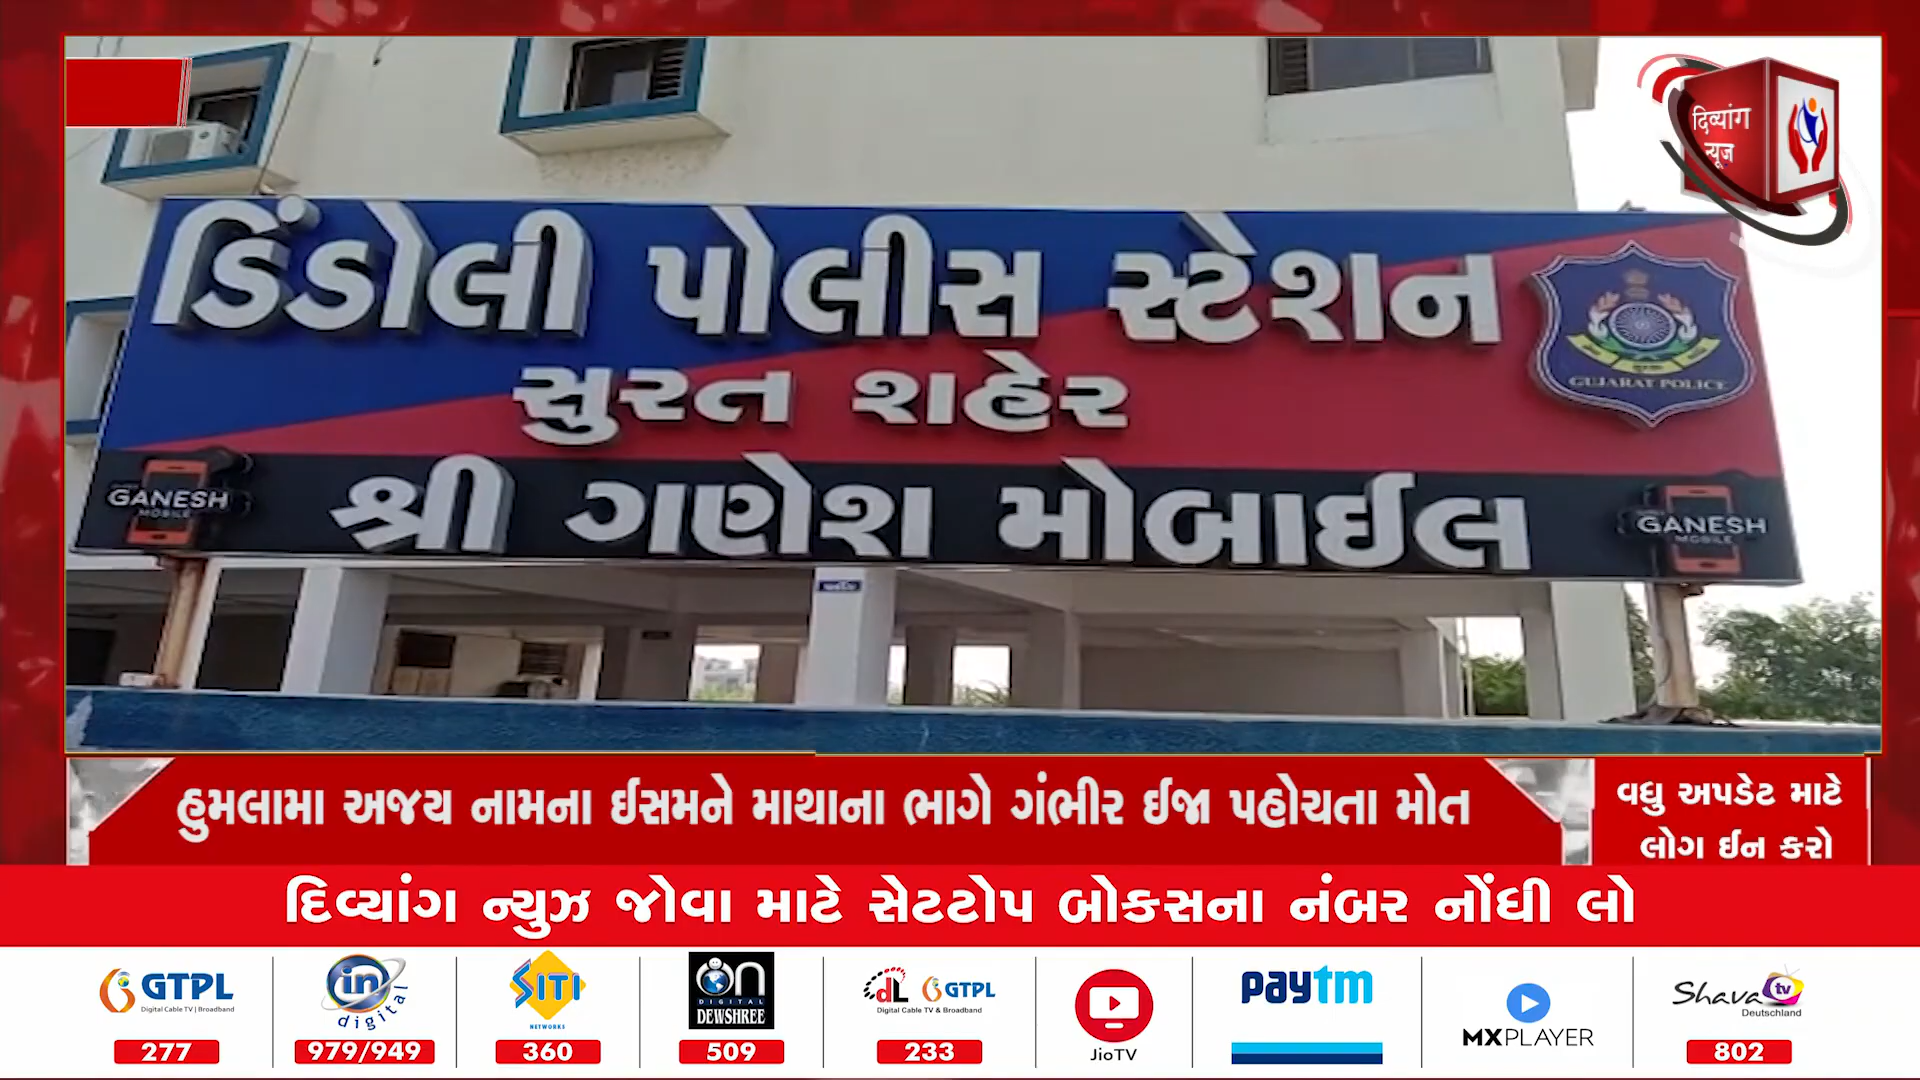 दिव्यांग
न्यूज़
ડિંડોલી પોલીસ સ્ટેશન
સુરત શહેર
GUJARAT POLICE
શ્રી ગણેશ મોબાઈલ
GANESH
MOBILE
GANESH
MOBILE
હુમલામા અજય નામના ઈસમને માથાના ભાગે ગંભીર ઈજા પહોચતા મોત
વધુ અપડેટ માટે
લોગ ઈન કરો
દિવ્યાંગ ન્યુઝ જોવા માટે સેટટોપ બોકસના નંબર નોંધી લો
GTPL
Digital Cable TV | Broadband
277
in
digital
979/949
SITI
NETWORKS
360
ON
DIGITAL
DEWSHREE
509
dL GTPL
Digital Cable TV & Broadband
233
JioTV
paytm
MXPLAYER
Shava tv
Deutschland
802